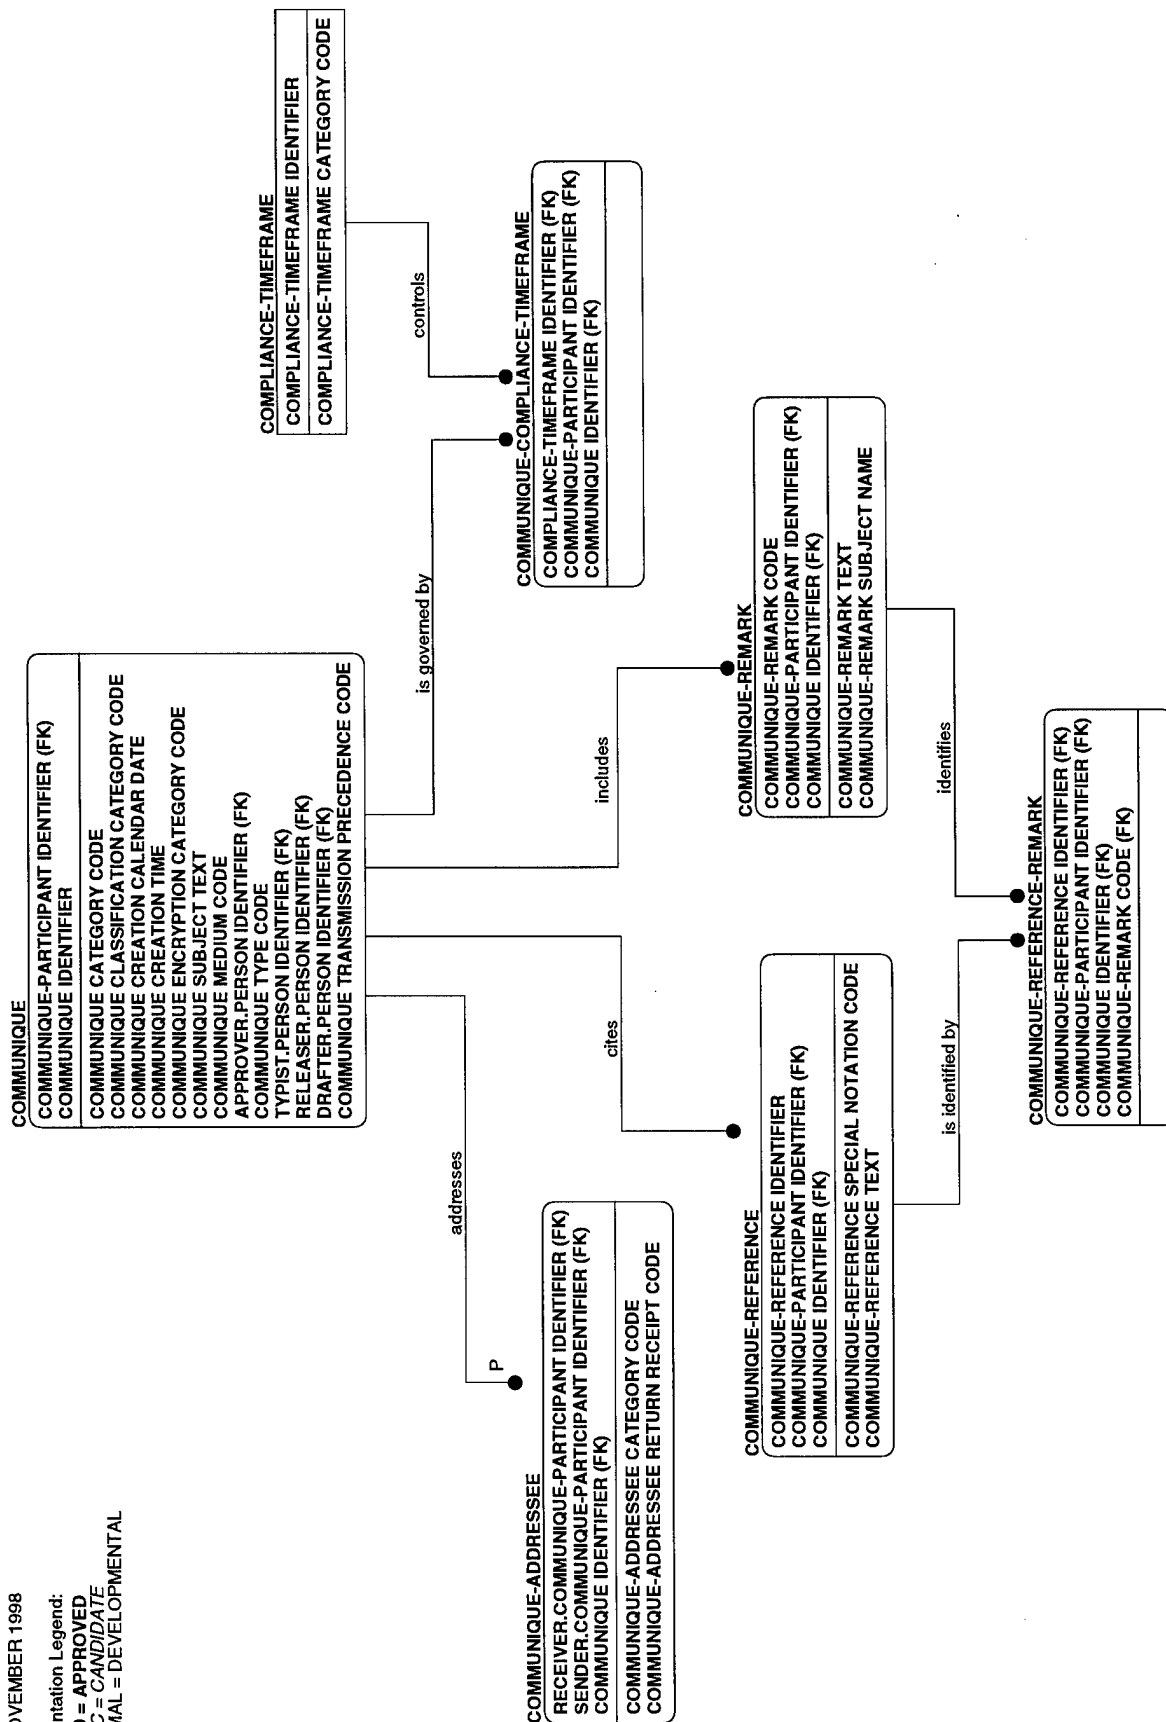 OVEMBER 1998
ntation Legend:
= APPROVED
C = CANDIDATE
MAL = DEVELOPMENTAL
COMMUNIQUE
COMMUNIQUE-PARTICIPANT IDENTIFIER (FK)
COMMUNIQUE IDENTIFIER
COMMUNIQUE CATEGORY CODE
COMMUNIQUE CLASSIFICATION CATEGORY CODE
COMMUNIQUE CREATION CALENDAR DATE
COMMUNIQUE CREATION TIME
COMMUNIQUE ENCRYPTION CATEGORY CODE
COMMUNIQUE SUBJECT TEXT
COMMUNIQUE MEDIUM CODE
APPROVER.PERSON IDENTIFIER (FK)
COMMUNIQUE TYPE CODE
TYPIST.PERSON IDENTIFIER (FK)
RELEASER.PERSON IDENTIFIER (FK)
DRAFTER.PERSON IDENTIFIER (FK)
COMMUNIQUE TRANSMISSION PRECEDENCE CODE
COMPLIANCE-TIMEFRAME
COMPLIANCE-TIMEFRAME IDENTIFIER
COMPLIANCE-TIMEFRAME CATEGORY CODE
addresses
P
cites
includes
is governed by
controls
COMMUNIQUE-ADDRESSEE
RECEIVER.COMMUNIQUE-PARTICIPANT IDENTIFIER (FK)
SENDER.COMMUNIQUE-PARTICIPANT IDENTIFIER (FK)
COMMUNIQUE IDENTIFIER (FK)
COMMUNIQUE-ADDRESSEE CATEGORY CODE
COMMUNIQUE-ADDRESSEE RETURN RECEIPT CODE
COMMUNIQUE-COMPLIANCE-TIMEFRAME
COMPLIANCE-TIMEFRAME IDENTIFIER (FK)
COMMUNIQUE-PARTICIPANT IDENTIFIER (FK)
COMMUNIQUE IDENTIFIER (FK)
COMMUNIQUE-REFERENCE
COMMUNIQUE-REFERENCE IDENTIFIER
COMMUNIQUE-PARTICIPANT IDENTIFIER (FK)
COMMUNIQUE IDENTIFIER (FK)
COMMUNIQUE-REFERENCE SPECIAL NOTATION CODE
COMMUNIQUE-REFERENCE TEXT
COMMUNIQUE-REMARK
COMMUNIQUE-REMARK CODE
COMMUNIQUE-PARTICIPANT IDENTIFIER (FK)
COMMUNIQUE IDENTIFIER (FK)
COMMUNIQUE-REMARK TEXT
COMMUNIQUE-REMARK SUBJECT NAME
is identified by
identifies
COMMUNIQUE-REFERENCE-REMARK
COMMUNIQUE-REFERENCE IDENTIFIER (FK)
COMMUNIQUE-PARTICIPANT IDENTIFIER (FK)
COMMUNIQUE IDENTIFIER (FK)
COMMUNIQUE-REMARK CODE (FK)